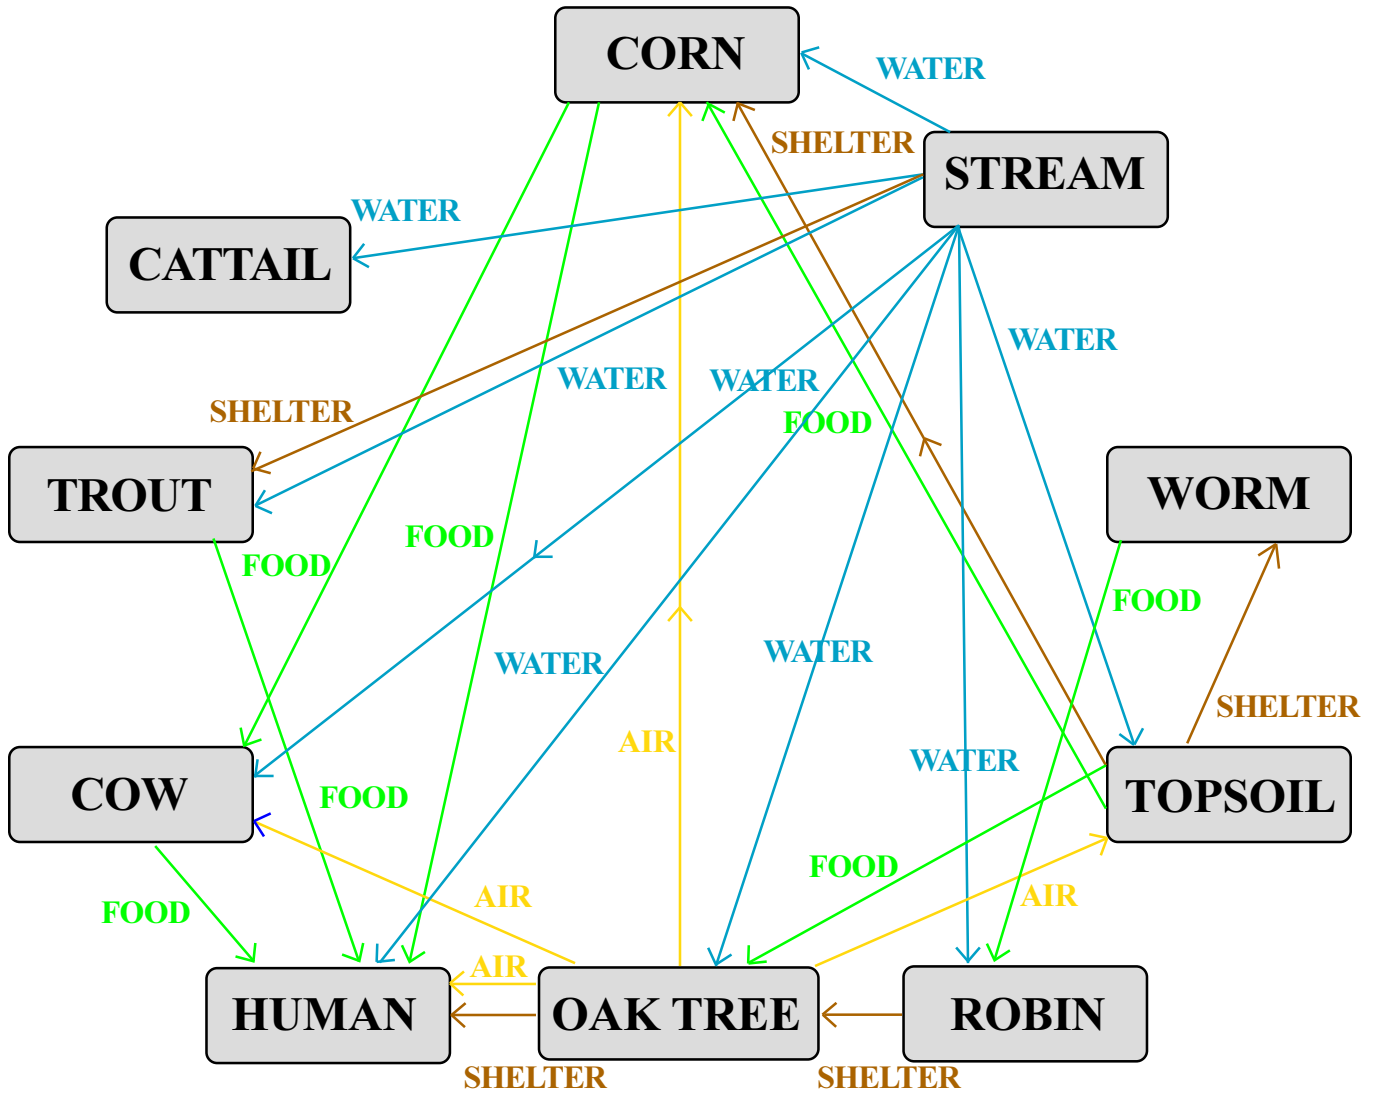 CORN
WATER
SHELTER
STREAM
WATER
CATTAIL
WATER
WATER
WATER
SHELTER
FOOD
TROUT
WORM
FOOD
FOOD
FOOD
WATER
WATER
SHELTER
AIR
WATER
COW
FOOD
TOPSOIL
FOOD
AIR
AIR
FOOD
AIR
HUMAN
OAK TREE
ROBIN
SHELTER
SHELTER